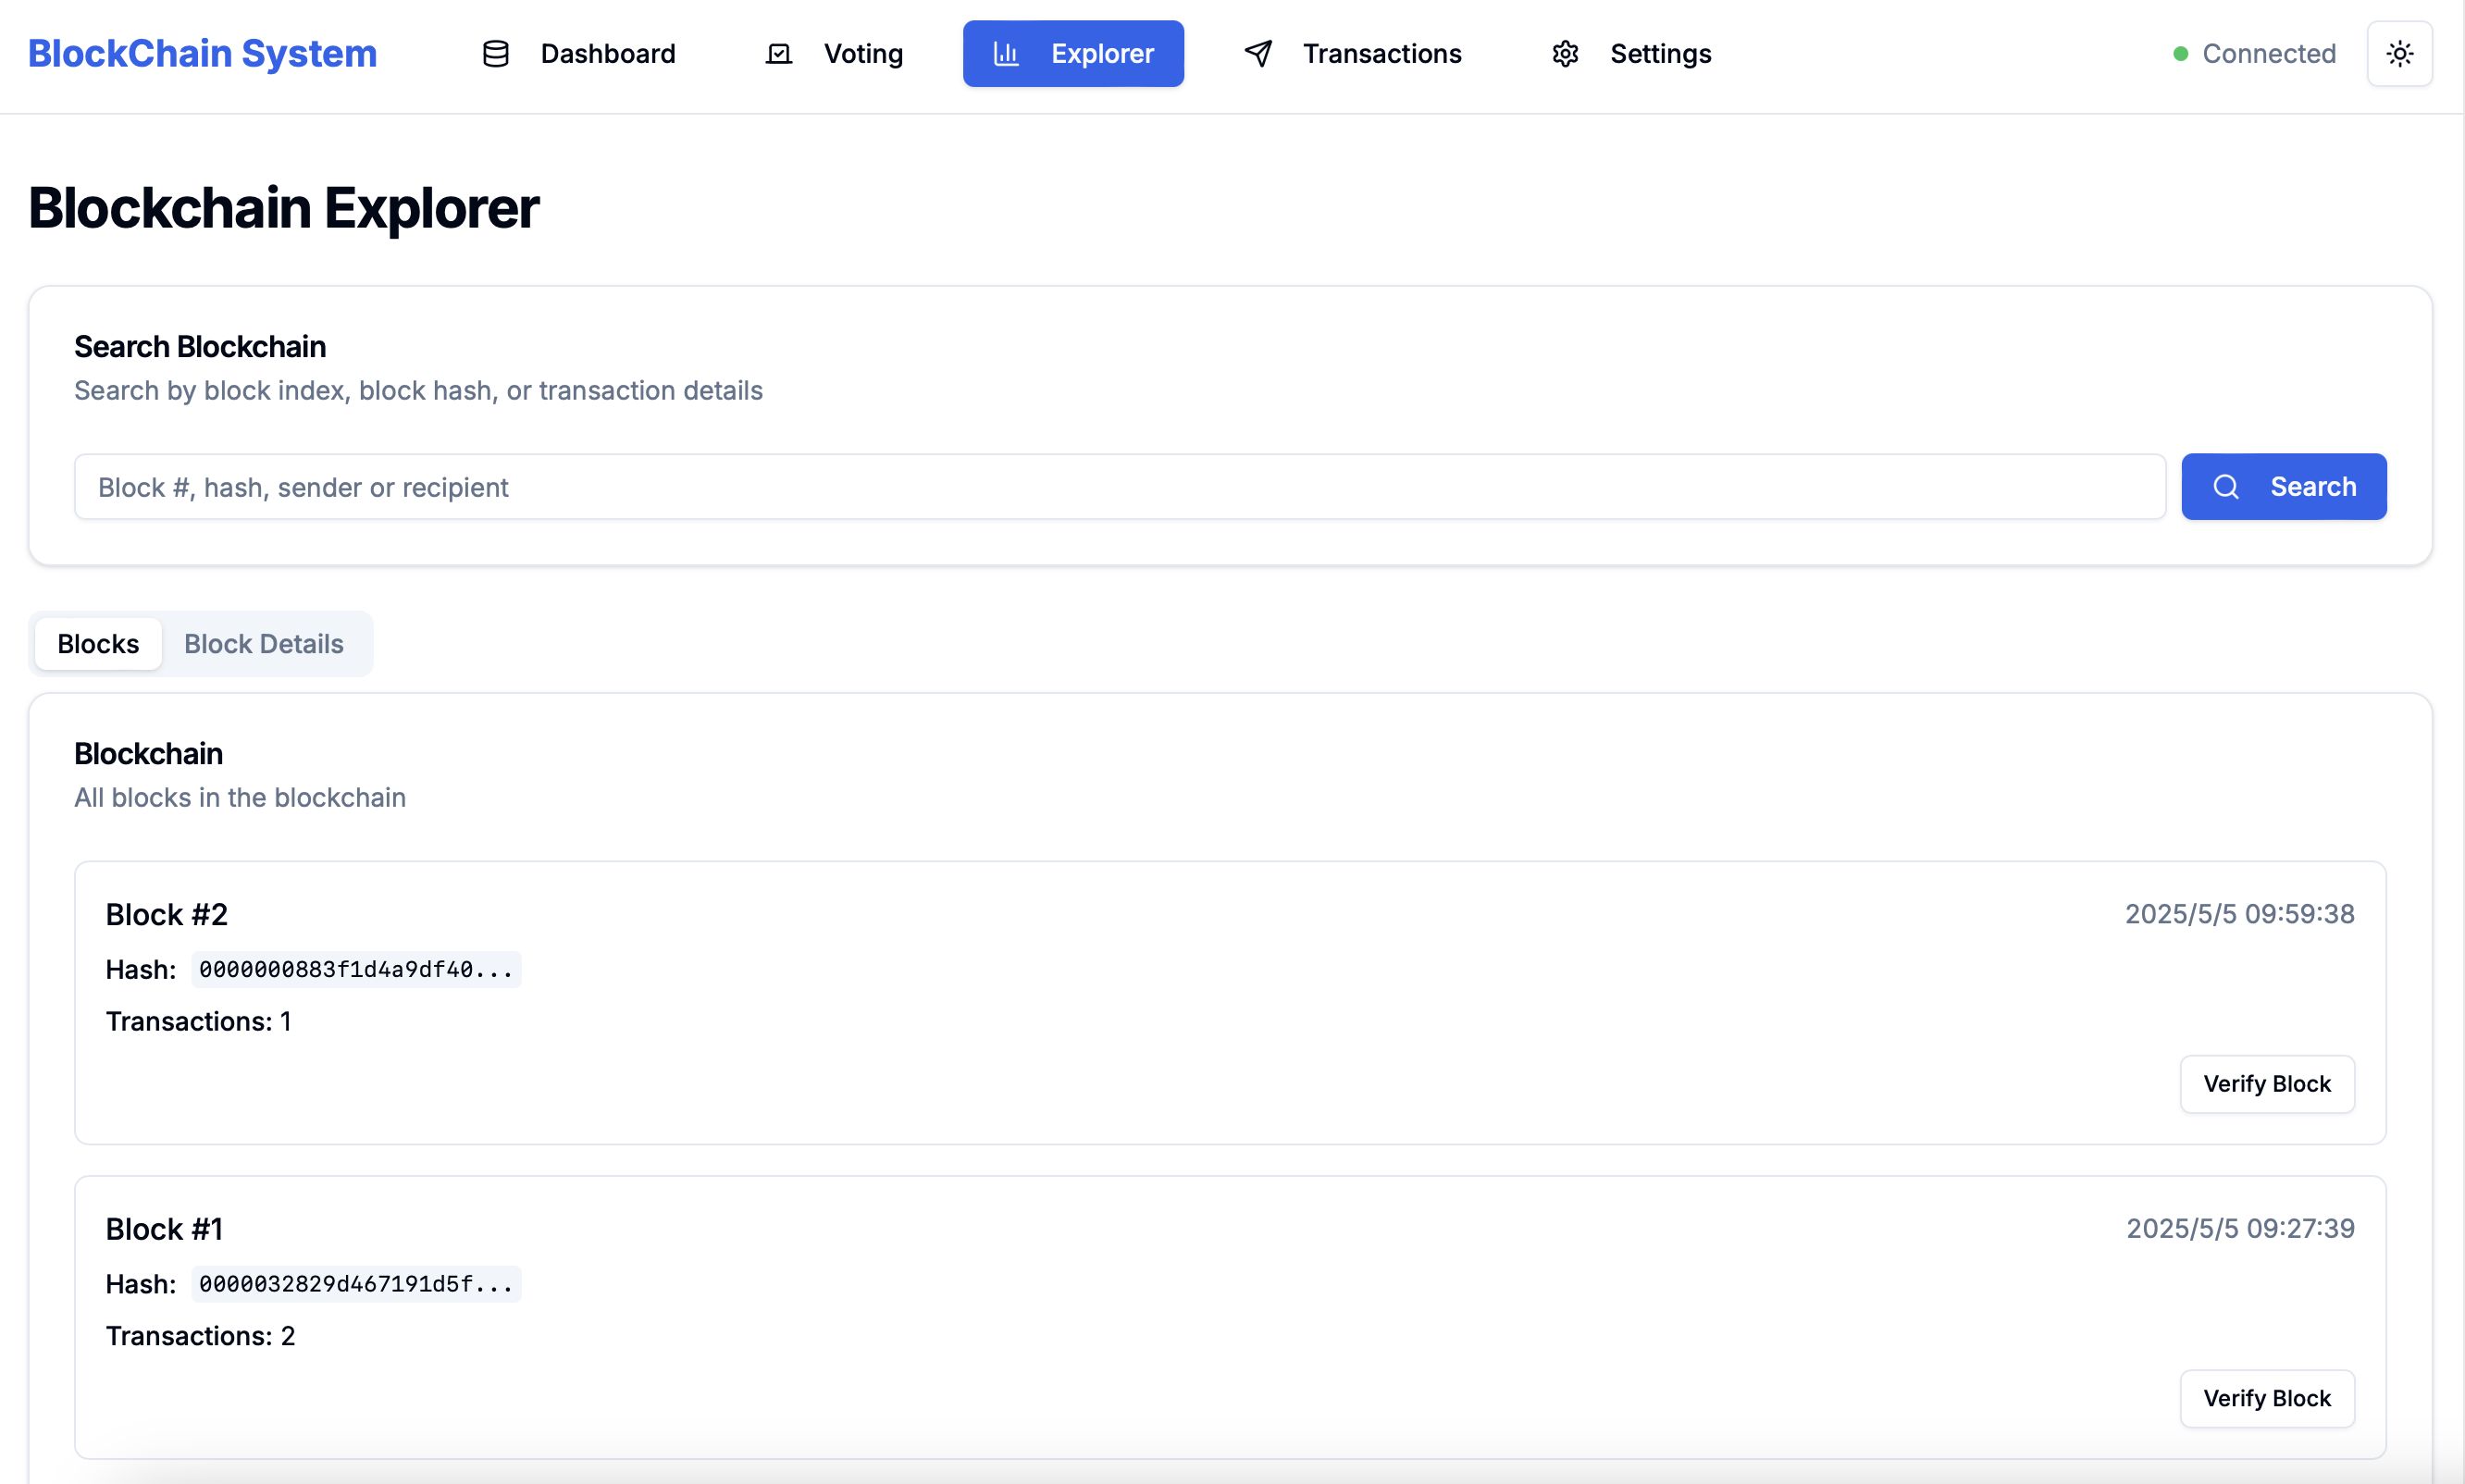 BlockChain System Dashboard Voting Explorer Transactions Settings Connected
Blockchain Explorer
Search Blockchain
Search by block index, block hash, or transaction details
Block #, hash, sender or recipient Search
Blocks Block Details
Blockchain
All blocks in the blockchain
Block #2 2025/5/5 09:59:38
Hash: 0000000883f1d4a9df40...
Transactions: 1
Verify Block
Block #1 2025/5/5 09:27:39
Hash: 0000032829d467191d5f...
Transactions: 2
Verify Block